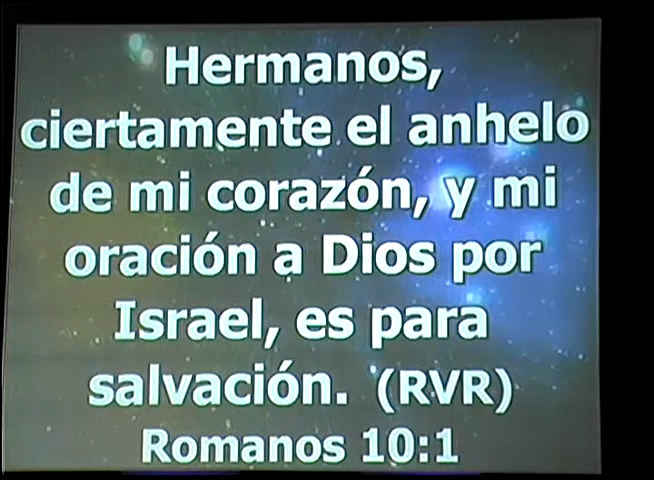 Hermanos,
ciertamente el anhelo
de mi corazón, y mi
oración a Dios por
Israel, es para
salvación. (RVR)
Romanos 10:1